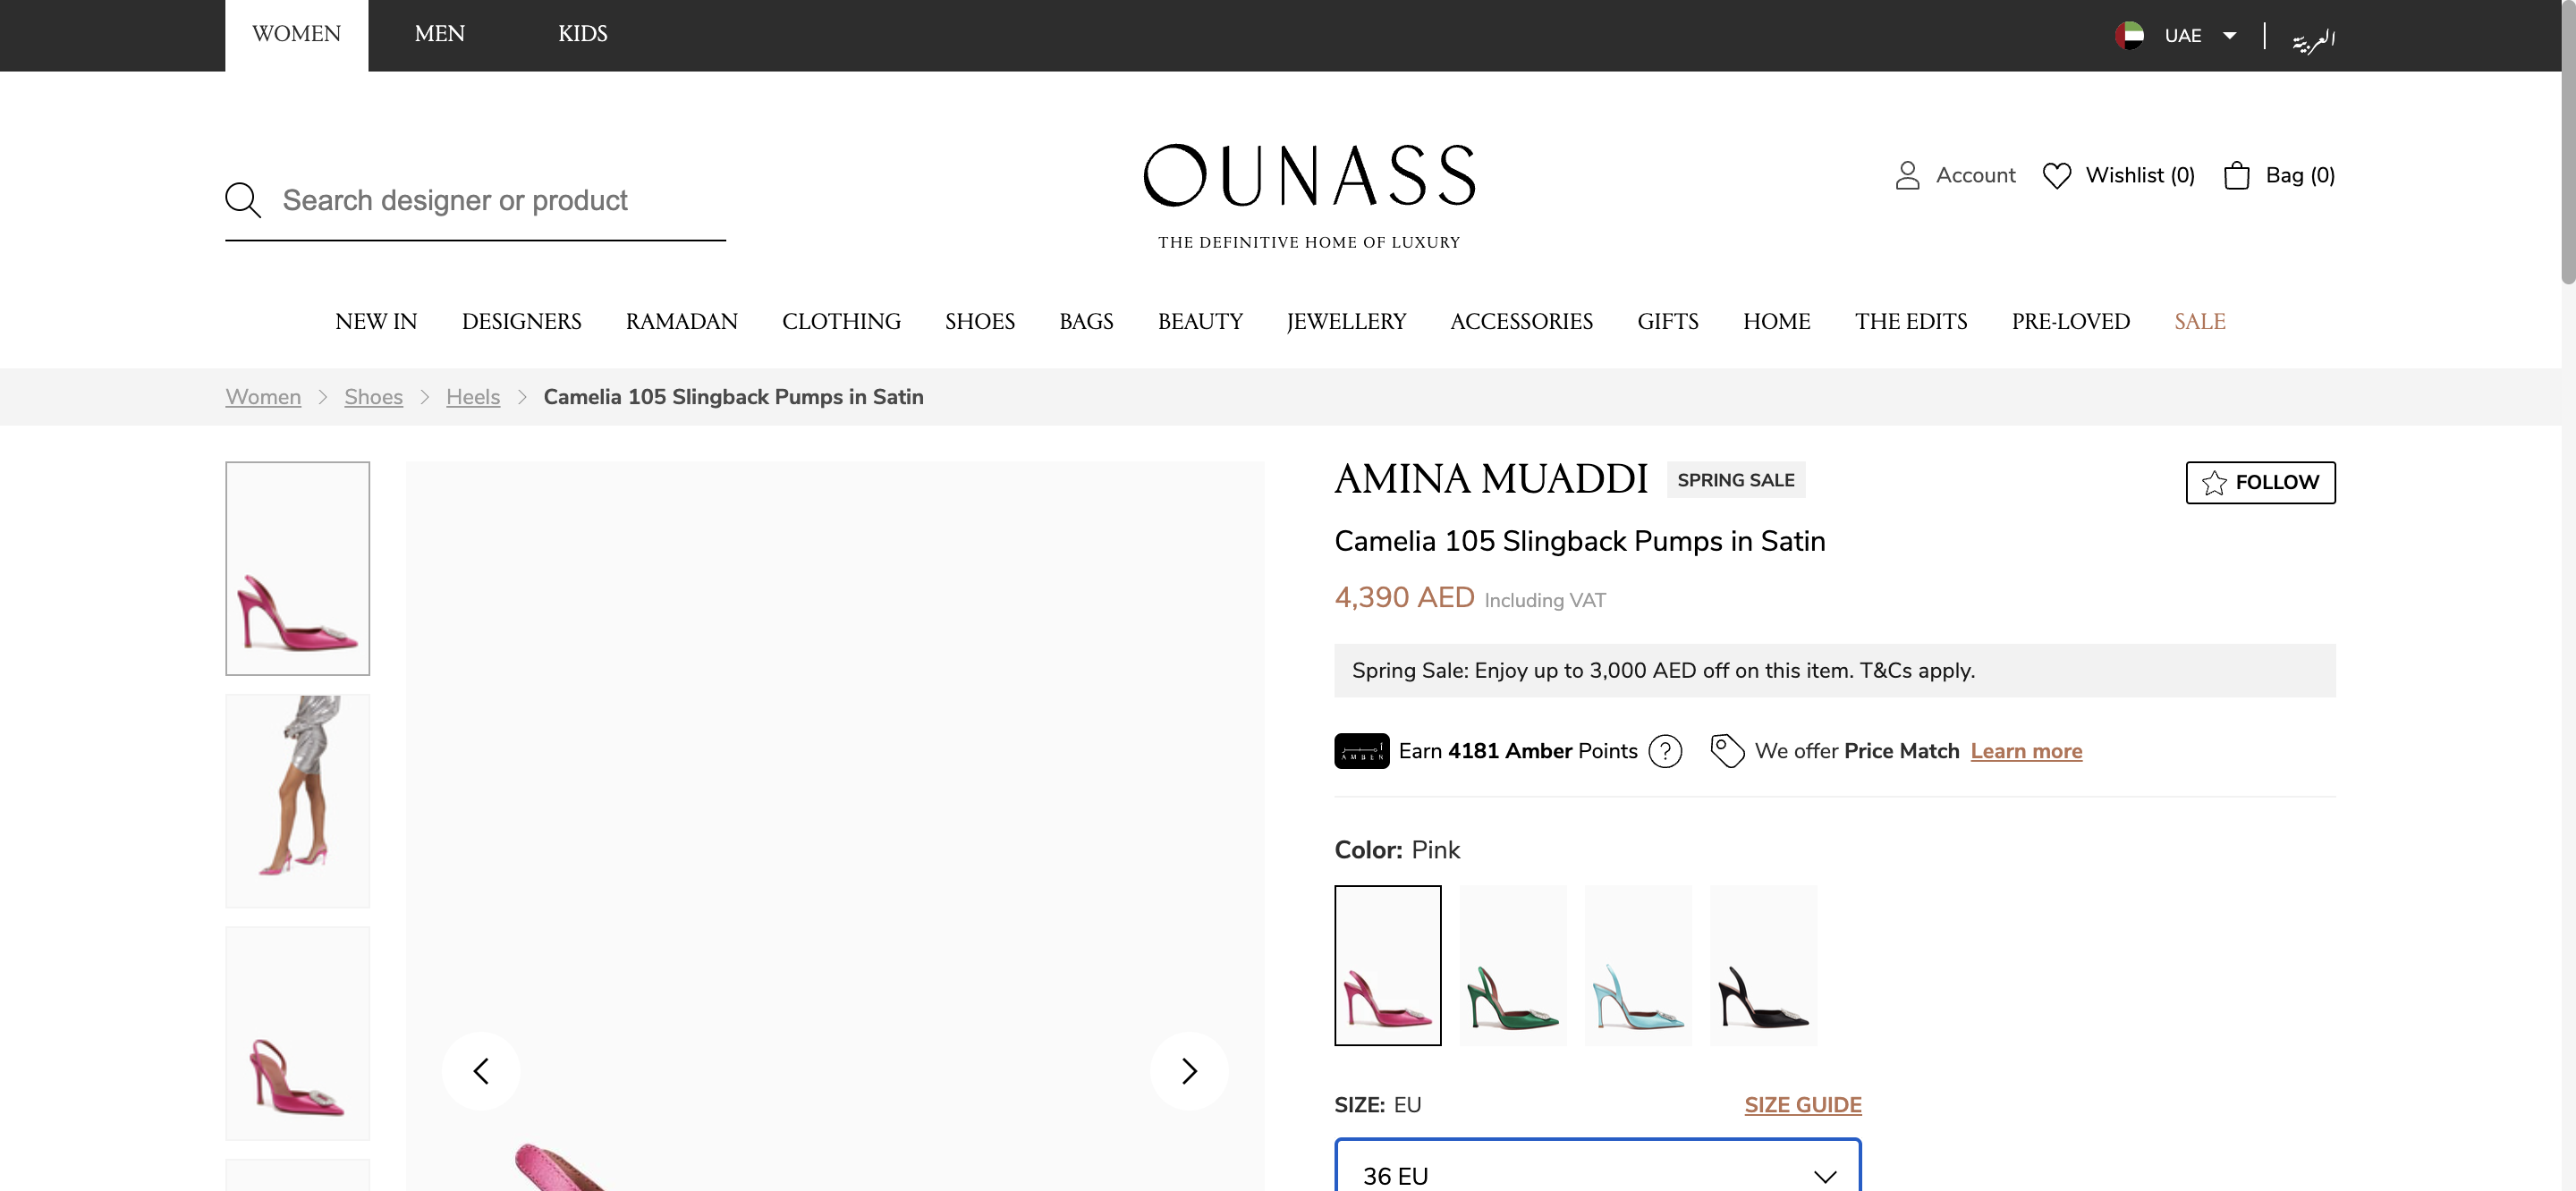 WOMEN MEN KIDS UAE العربية
Search designer or product
OUNASS
THE DEFINITIVE HOME OF LUXURY
Account Wishlist (0) Bag (0)
NEW IN DESIGNERS RAMADAN CLOTHING SHOES BAGS BEAUTY JEWELLERY ACCESSORIES GIFTS HOME THE EDITS PRE-LOVED SALE
Women Shoes Heels Camelia 105 Slingback Pumps in Satin
AMINA MUADDI SPRING SALE FOLLOW
Camelia 105 Slingback Pumps in Satin
4,390 AED Including VAT
Spring Sale: Enjoy up to 3,000 AED off on this item. T&Cs apply.
Earn 4181 Amber Points ? We offer Price Match Learn more
Color: Pink
SIZE: EU SIZE GUIDE
36 EU